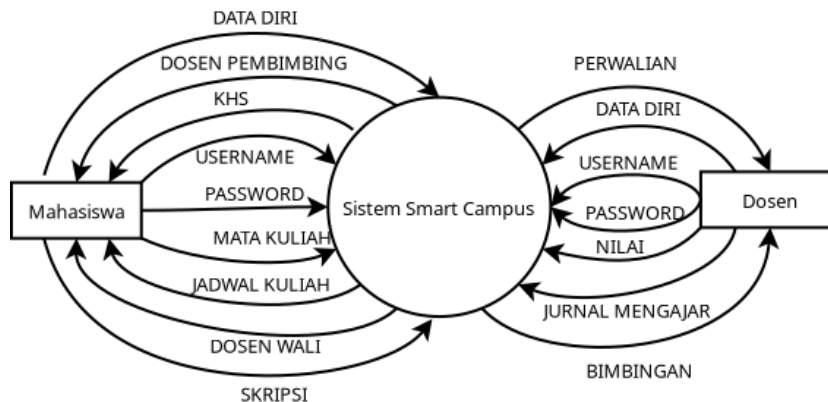 DATA DIRI
DOSEN PEMBIMBING
PERWALIAN
KHS
DATA DIRI
USERNAME
USERNAME
PASSWORD
Mahasiswa
Sistem Smart Campus
Dosen
PASSWORD
MATA KULIAH
NILAI
JADWAL KULIAH
JURNAL MENGAJAR
DOSEN WALI
BIMBINGAN
SKRIPSI